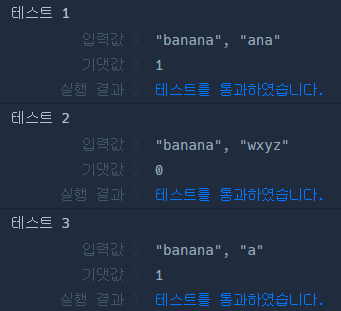 테스트 1
입력값 〉 "banana", "ana"
기댓값 〉 1
실행 결과 〉 테스트를 통과하였습니다.
테스트 2
입력값 〉 "banana", "wxyz"
기댓값 〉 0
실행 결과 〉 테스트를 통과하였습니다.
테스트 3
입력값 〉 "banana", "a"
기댓값 〉 1
실행 결과 〉 테스트를 통과하였습니다.